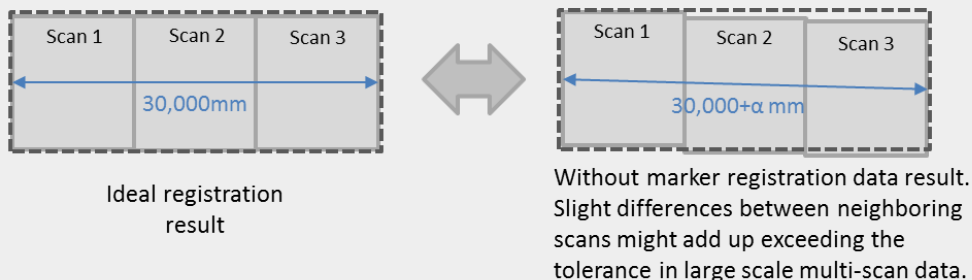 Scan 1 Scan 2 Scan 3
30,000mm
Ideal registration
result
Scan 1 Scan 2 Scan 3
30,000+α mm
Without marker registration data result.
Slight differences between neighboring
scans might add up exceeding the
tolerance in large scale multi-scan data.